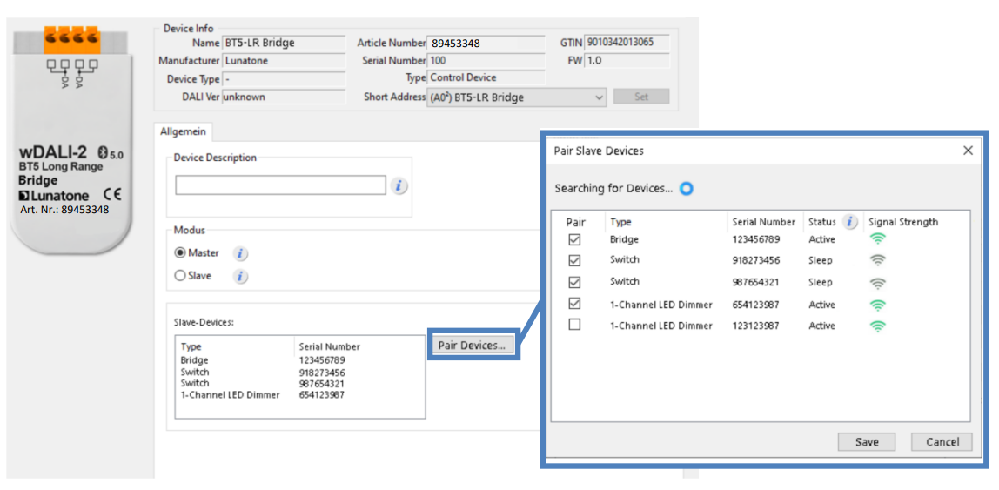 DA DA
wDALI-2 5.0
BT5 Long Range
Bridge
Lunatone CE
Art. Nr.: 89453348
Device Info
Name BT5-LR Bridge Article Number 89453348 GTIN 9010342013065
Manufacturer Lunatone Serial Number 100 FW 1.0
Device Type - Type Control Device
DALI Ver unknown Short Address (A0²) BT5-LR Bridge Set
Allgemein
Device Description
i
Modus
Master i
Slave i
Slave-Devices:
Type Serial Number
Bridge 123456789
Switch 918273456
Switch 987654321
1-Channel LED Dimmer 654123987
Pair Devices...
Pair Slave Devices
Searching for Devices...
Pair Type Serial Number Status i Signal Strength
Bridge 123456789 Active
Switch 918273456 Sleep
Switch 987654321 Sleep
1-Channel LED Dimmer 654123987 Active
1-Channel LED Dimmer 123123987 Active
Save Cancel